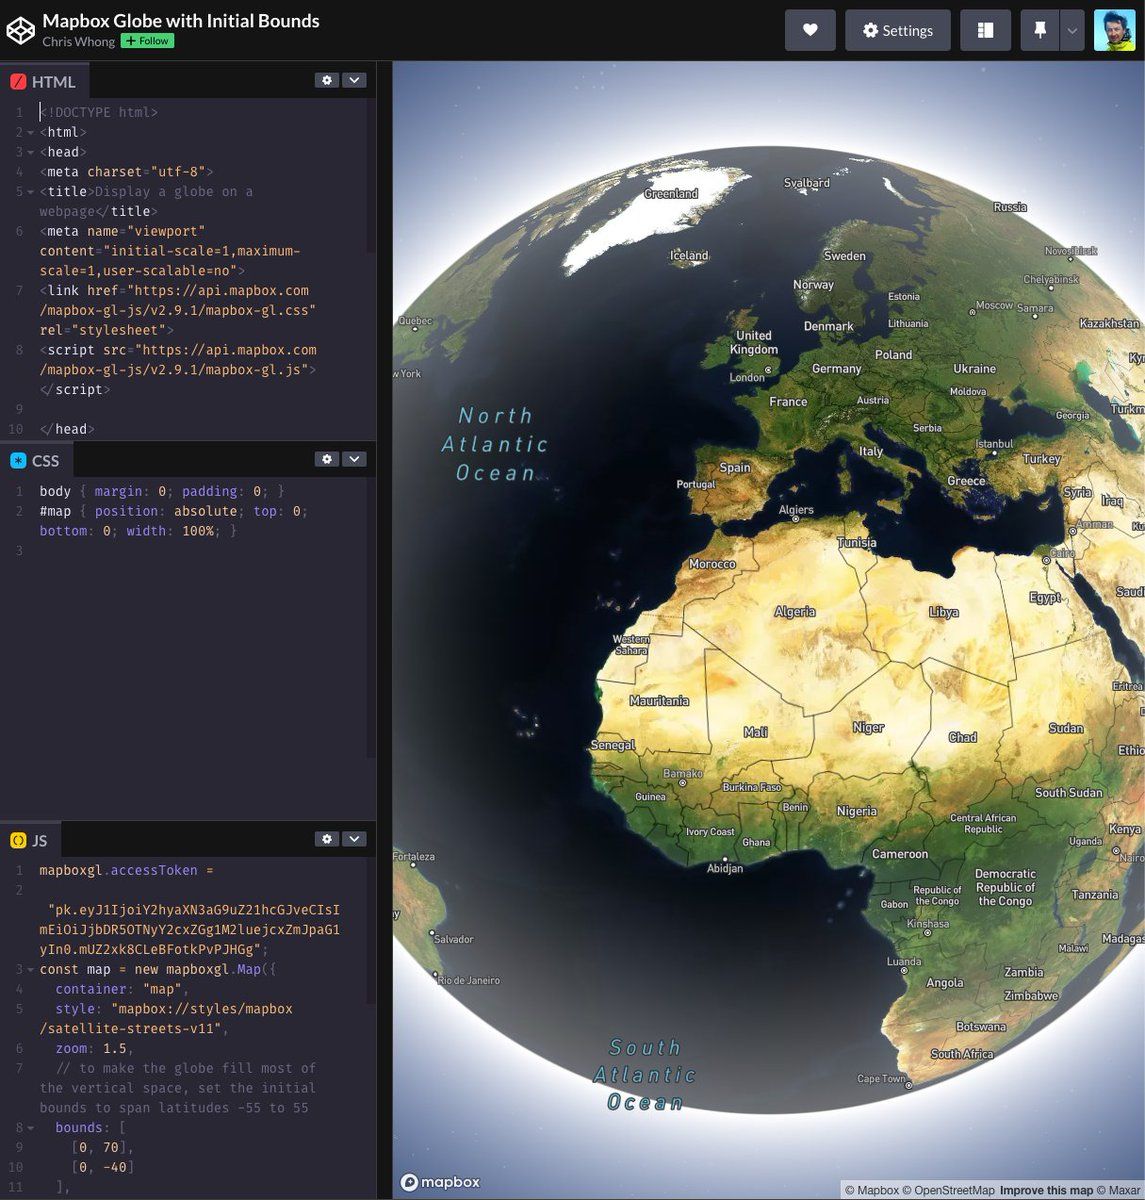 Mapbox Globe with Initial Bounds
Chris Whong + Follow
Settings
HTML
1 <!DOCTYPE html>
2 <html>
3 <head>
4 <meta charset="utf-8">
5 <title>Display a globe on a
webpage</title>
6 <meta name="viewport"
content="initial-scale=1,maximum-
scale=1,user-scalable=no">
7 <link href="https://api.mapbox.com
/mapbox-gl-js/v2.9.1/mapbox-gl.css"
rel="stylesheet">
8 <script src="https://api.mapbox.com
/mapbox-gl-js/v2.9.1/mapbox-gl.js">
</script>
9
10 </head>
CSS
1 body { margin: 0; padding: 0; }
2 #map { position: absolute; top: 0;
bottom: 0; width: 100%; }
3
JS
1 mapboxgl.accessToken =
2
"pk.eyJ1IjoiY2hyaXN3aG9uZ21hcGJveCIsI
mEiOiJjbDR5OTNyY2cxZGg1M2luejcxZmJpaG1
yIn0.mUZ2xk8CLeBFotkPvPJHGg";
3 const map = new mapboxgl.Map({
4 container: "map",
5 style: "mapbox://styles/mapbox
/satellite-streets-v11",
6 zoom: 1.5,
7 // to make the globe fill most of
the vertical space, set the initial
bounds to span latitudes -55 to 55
8 bounds: [
9 [0, 70],
10 [0, -40]
11 ],
Greenland
Svalbard
Russia
Iceland
Sweden
Novosibirsk
Norway
Chelyabinsk
Estonia
Moscow
Samara
Quebec
Denmark
Lithuania
Kazakhstan
United
Kingdom
Poland
Ky
London
Germany
Ukraine
w York
Moldova
France
Austria
Turkm
Georgia
North
Atlantic
Ocean
Serbia
Istanbul
Italy
Turkey
Spain
Greece
Portugal
Syria
Iraq
Algiers
Amman
Ku
Tunisia
Cairo
Morocco
Saudi
Egypt
Algeria
Libya
Western
Sahara
Eritrea
Mauritania
Mali
Niger
Chad
Sudan
Senegal
Ethio
Bamako
Burkina Faso
South Sudan
Guinea
Benin
Nigeria
Central African
Republic
Ivory Coast
Ghana
Kenya
Uganda
Fortaleza
Abidjan
Cameroon
Nairo
Democratic
Republic of
the Congo
Republic of
the Congo
Gabon
Tanzania
ay
Kinshasa
Salvador
Malawi
Madagas
Luanda
Zambia
Rio de Janeiro
Angola
Zimbabwe
Botswana
South
Atlantic
Ocean
South Africa
Cape Town
mapbox
© Mapbox © OpenStreetMap Improve this map © Maxar